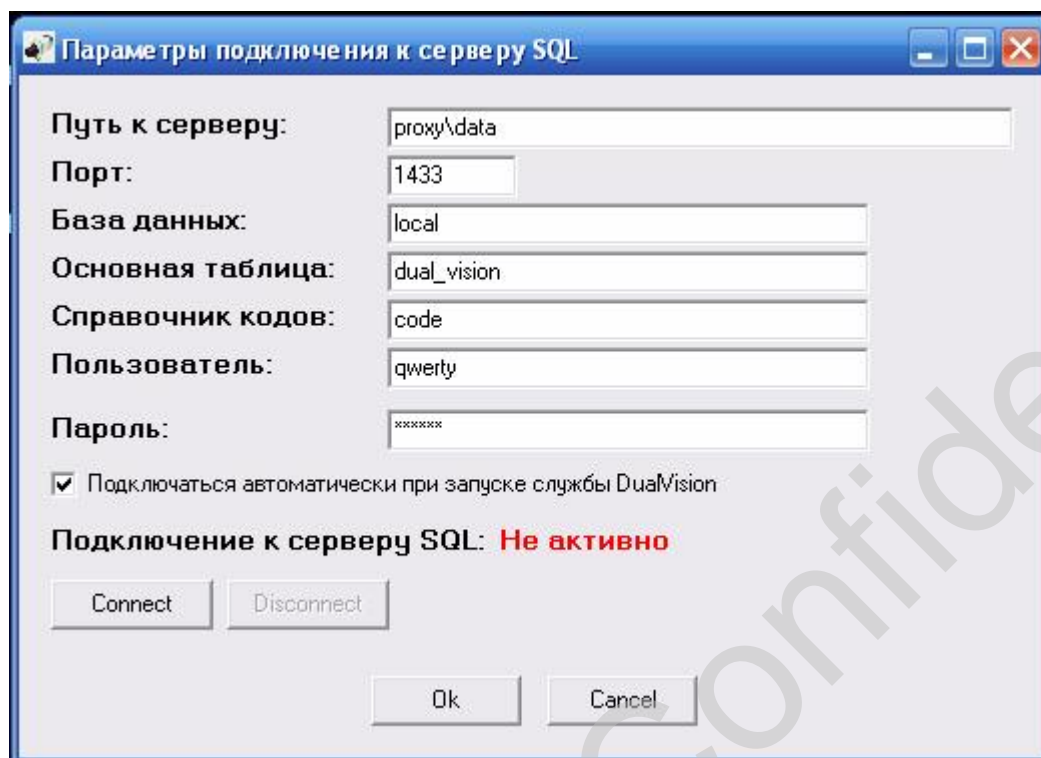 Параметры подключения к серверу SQL
Путь к серверу: proxy\data
Порт: 1433
База данных: local
Основная таблица: dual_vision
Справочник кодов: code
Пользователь: qwerty
Пароль: ******
Подключаться автоматически при запуске службы DualVision
Подключение к серверу SQL: Не активно
Connect Disconnect
Ok Cancel